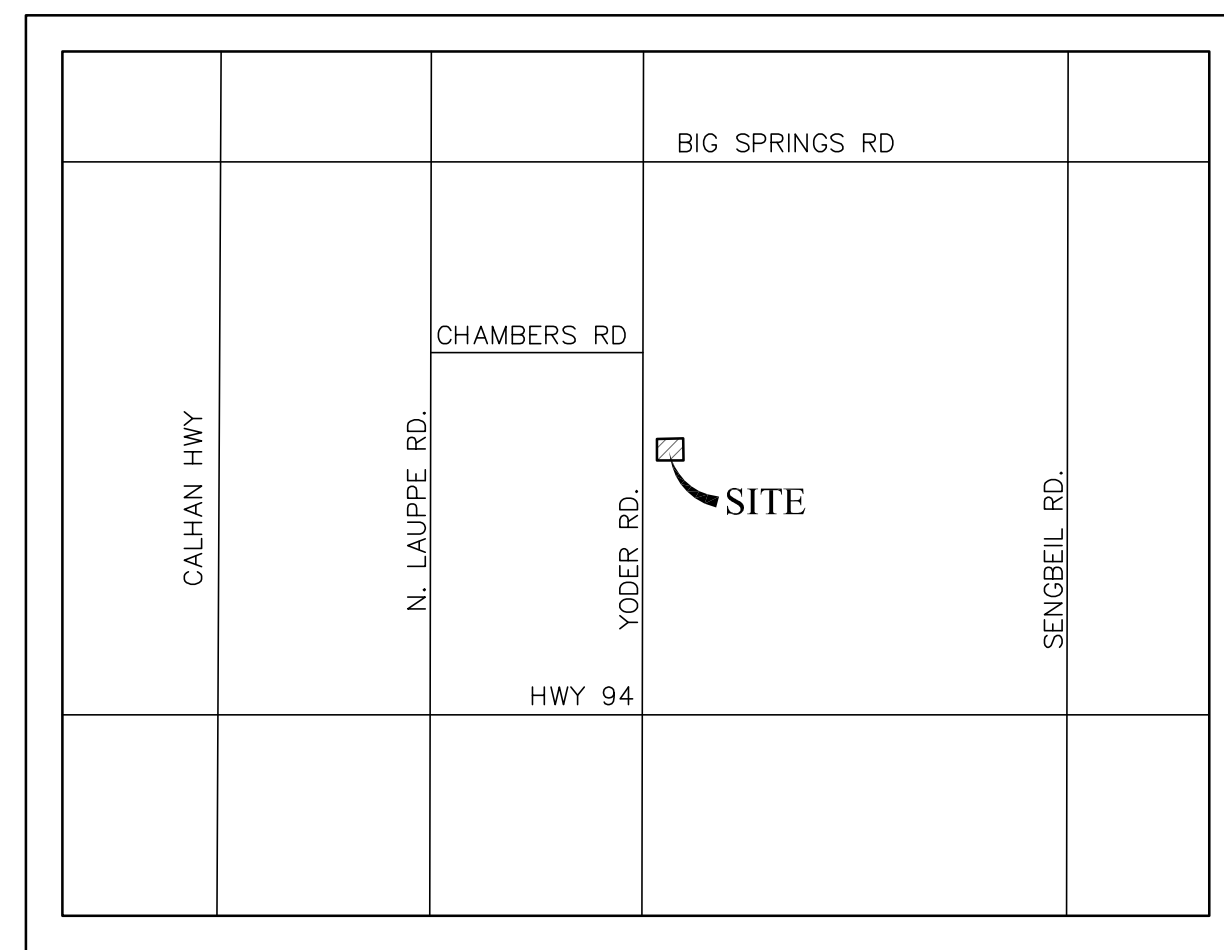 BIG SPRINGS RD
CHAMBERS RD
CALHAN HWY
N. LAUPPE RD.
YODER RD.
SITE
SENGBEIL RD.
HWY 94